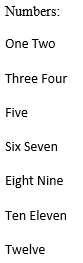 Numbers:
One Two
Three Four
Five
Six Seven
Eight Nine
Ten Eleven
Twelve